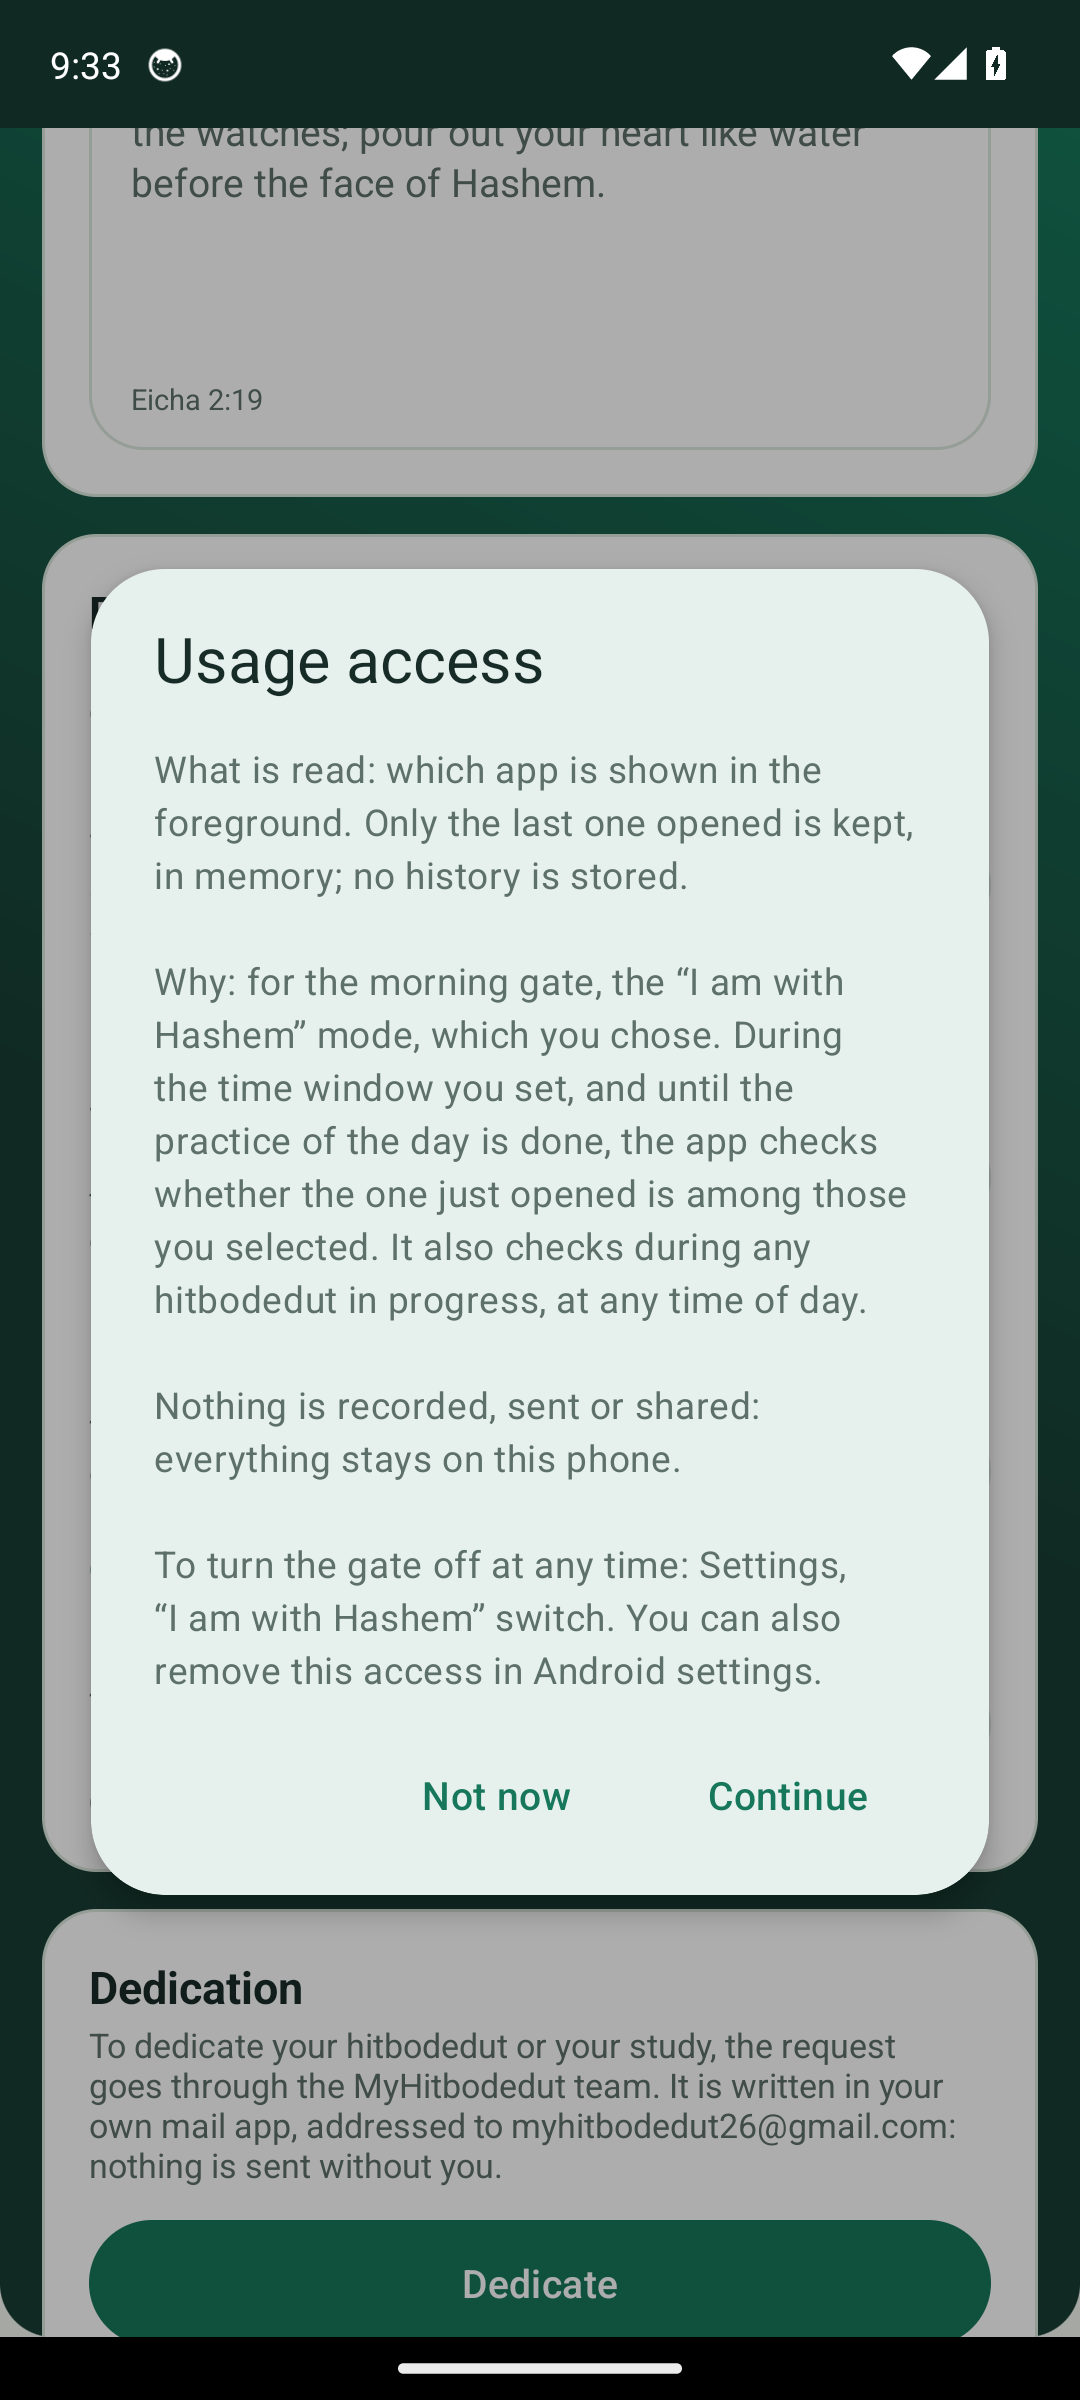 9:33
the watches; pour out your heart like water
before the face of Hashem.
Eicha 2:19
Usage access
What is read: which app is shown in the
foreground. Only the last one opened is kept,
in memory; no history is stored.
Why: for the morning gate, the “I am with
Hashem” mode, which you chose. During
the time window you set, and until the
practice of the day is done, the app checks
whether the one just opened is among those
you selected. It also checks during any
hitbodedut in progress, at any time of day.
Nothing is recorded, sent or shared:
everything stays on this phone.
To turn the gate off at any time: Settings,
“I am with Hashem” switch. You can also
remove this access in Android settings.
Not now Continue
Dedication
To dedicate your hitbodedut or your study, the request
goes through the MyHitbodedut team. It is written in your
own mail app, addressed to myhitbodedut26@gmail.com:
nothing is sent without you.
Dedicate